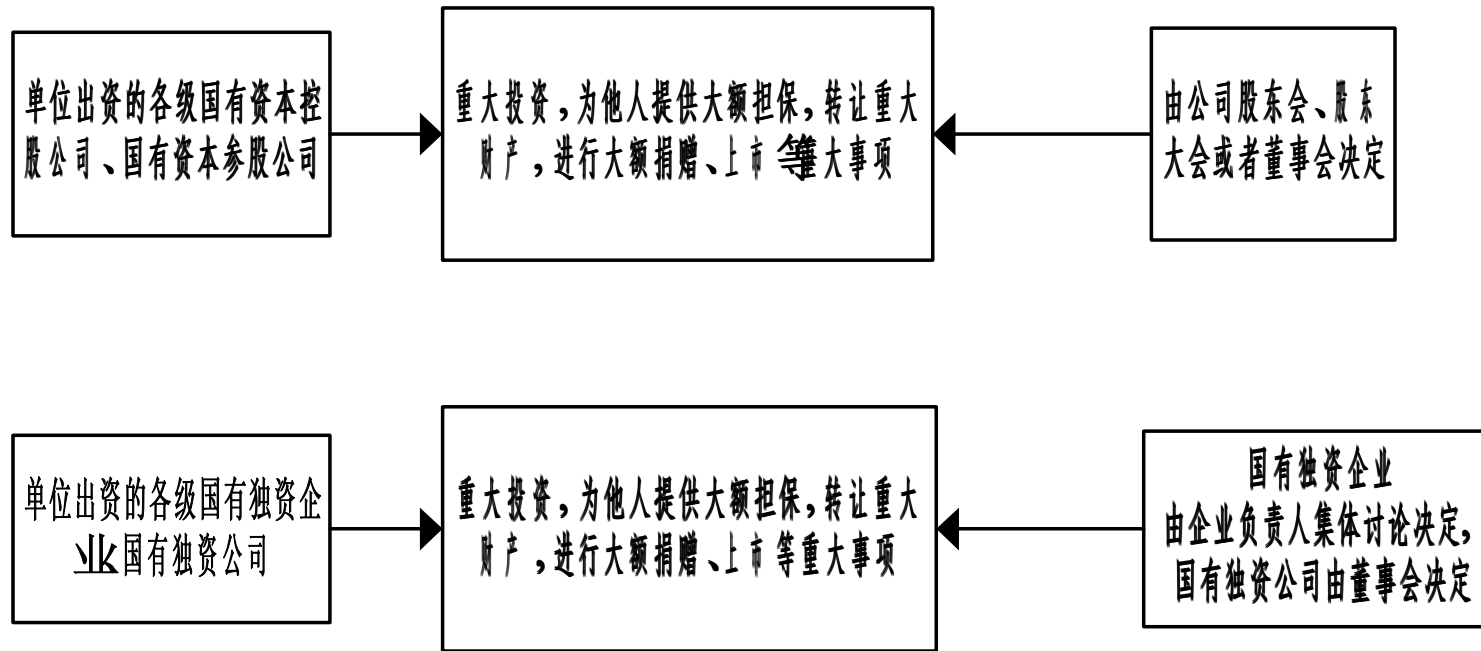 单位出资的各级国有资本控
股公司、国有资本参股公司
重大投资，为他人提供大额担保，转让重大
财产，进行大额捐赠、上市等重大事项
由公司股东会、股东
大会或者董事会决定
单位出资的各级国有独资企
业国有独资公司
重大投资，为他人提供大额担保，转让重大
财产，进行大额捐赠、上市等重大事项
国有独资企业
由企业负责人集体讨论决定，
国有独资公司由董事会决定